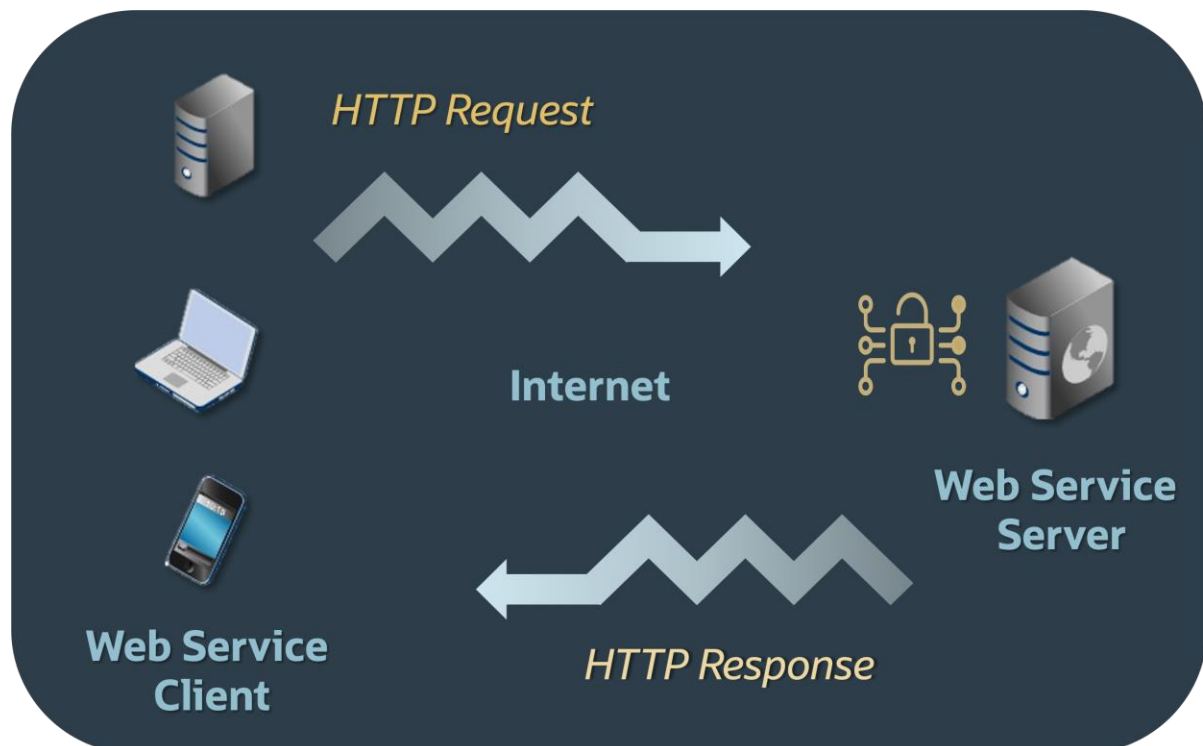 HTTP Request
Internet
Web Service
Server
Web Service
Client
HTTP Response